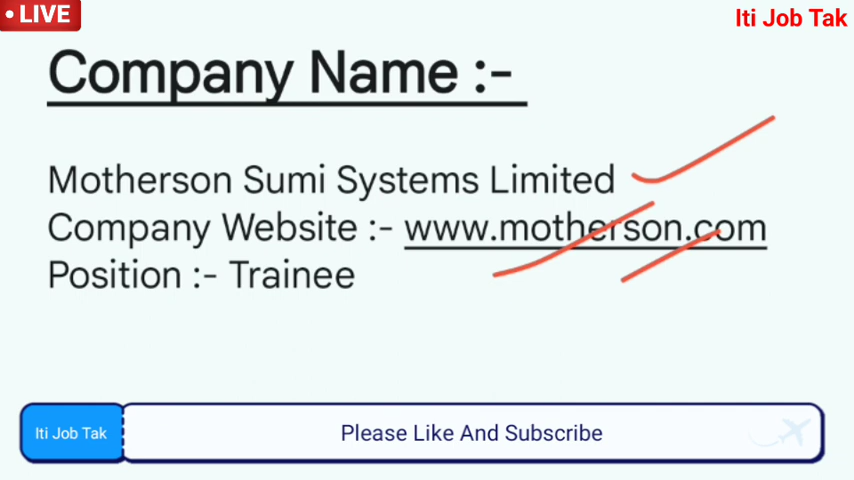 • LIVE
Iti Job Tak
Company Name :-
Motherson Sumi Systems Limited
Company Website :- www.motherson.com
Position :- Trainee
Iti Job Tak
Please Like And Subscribe